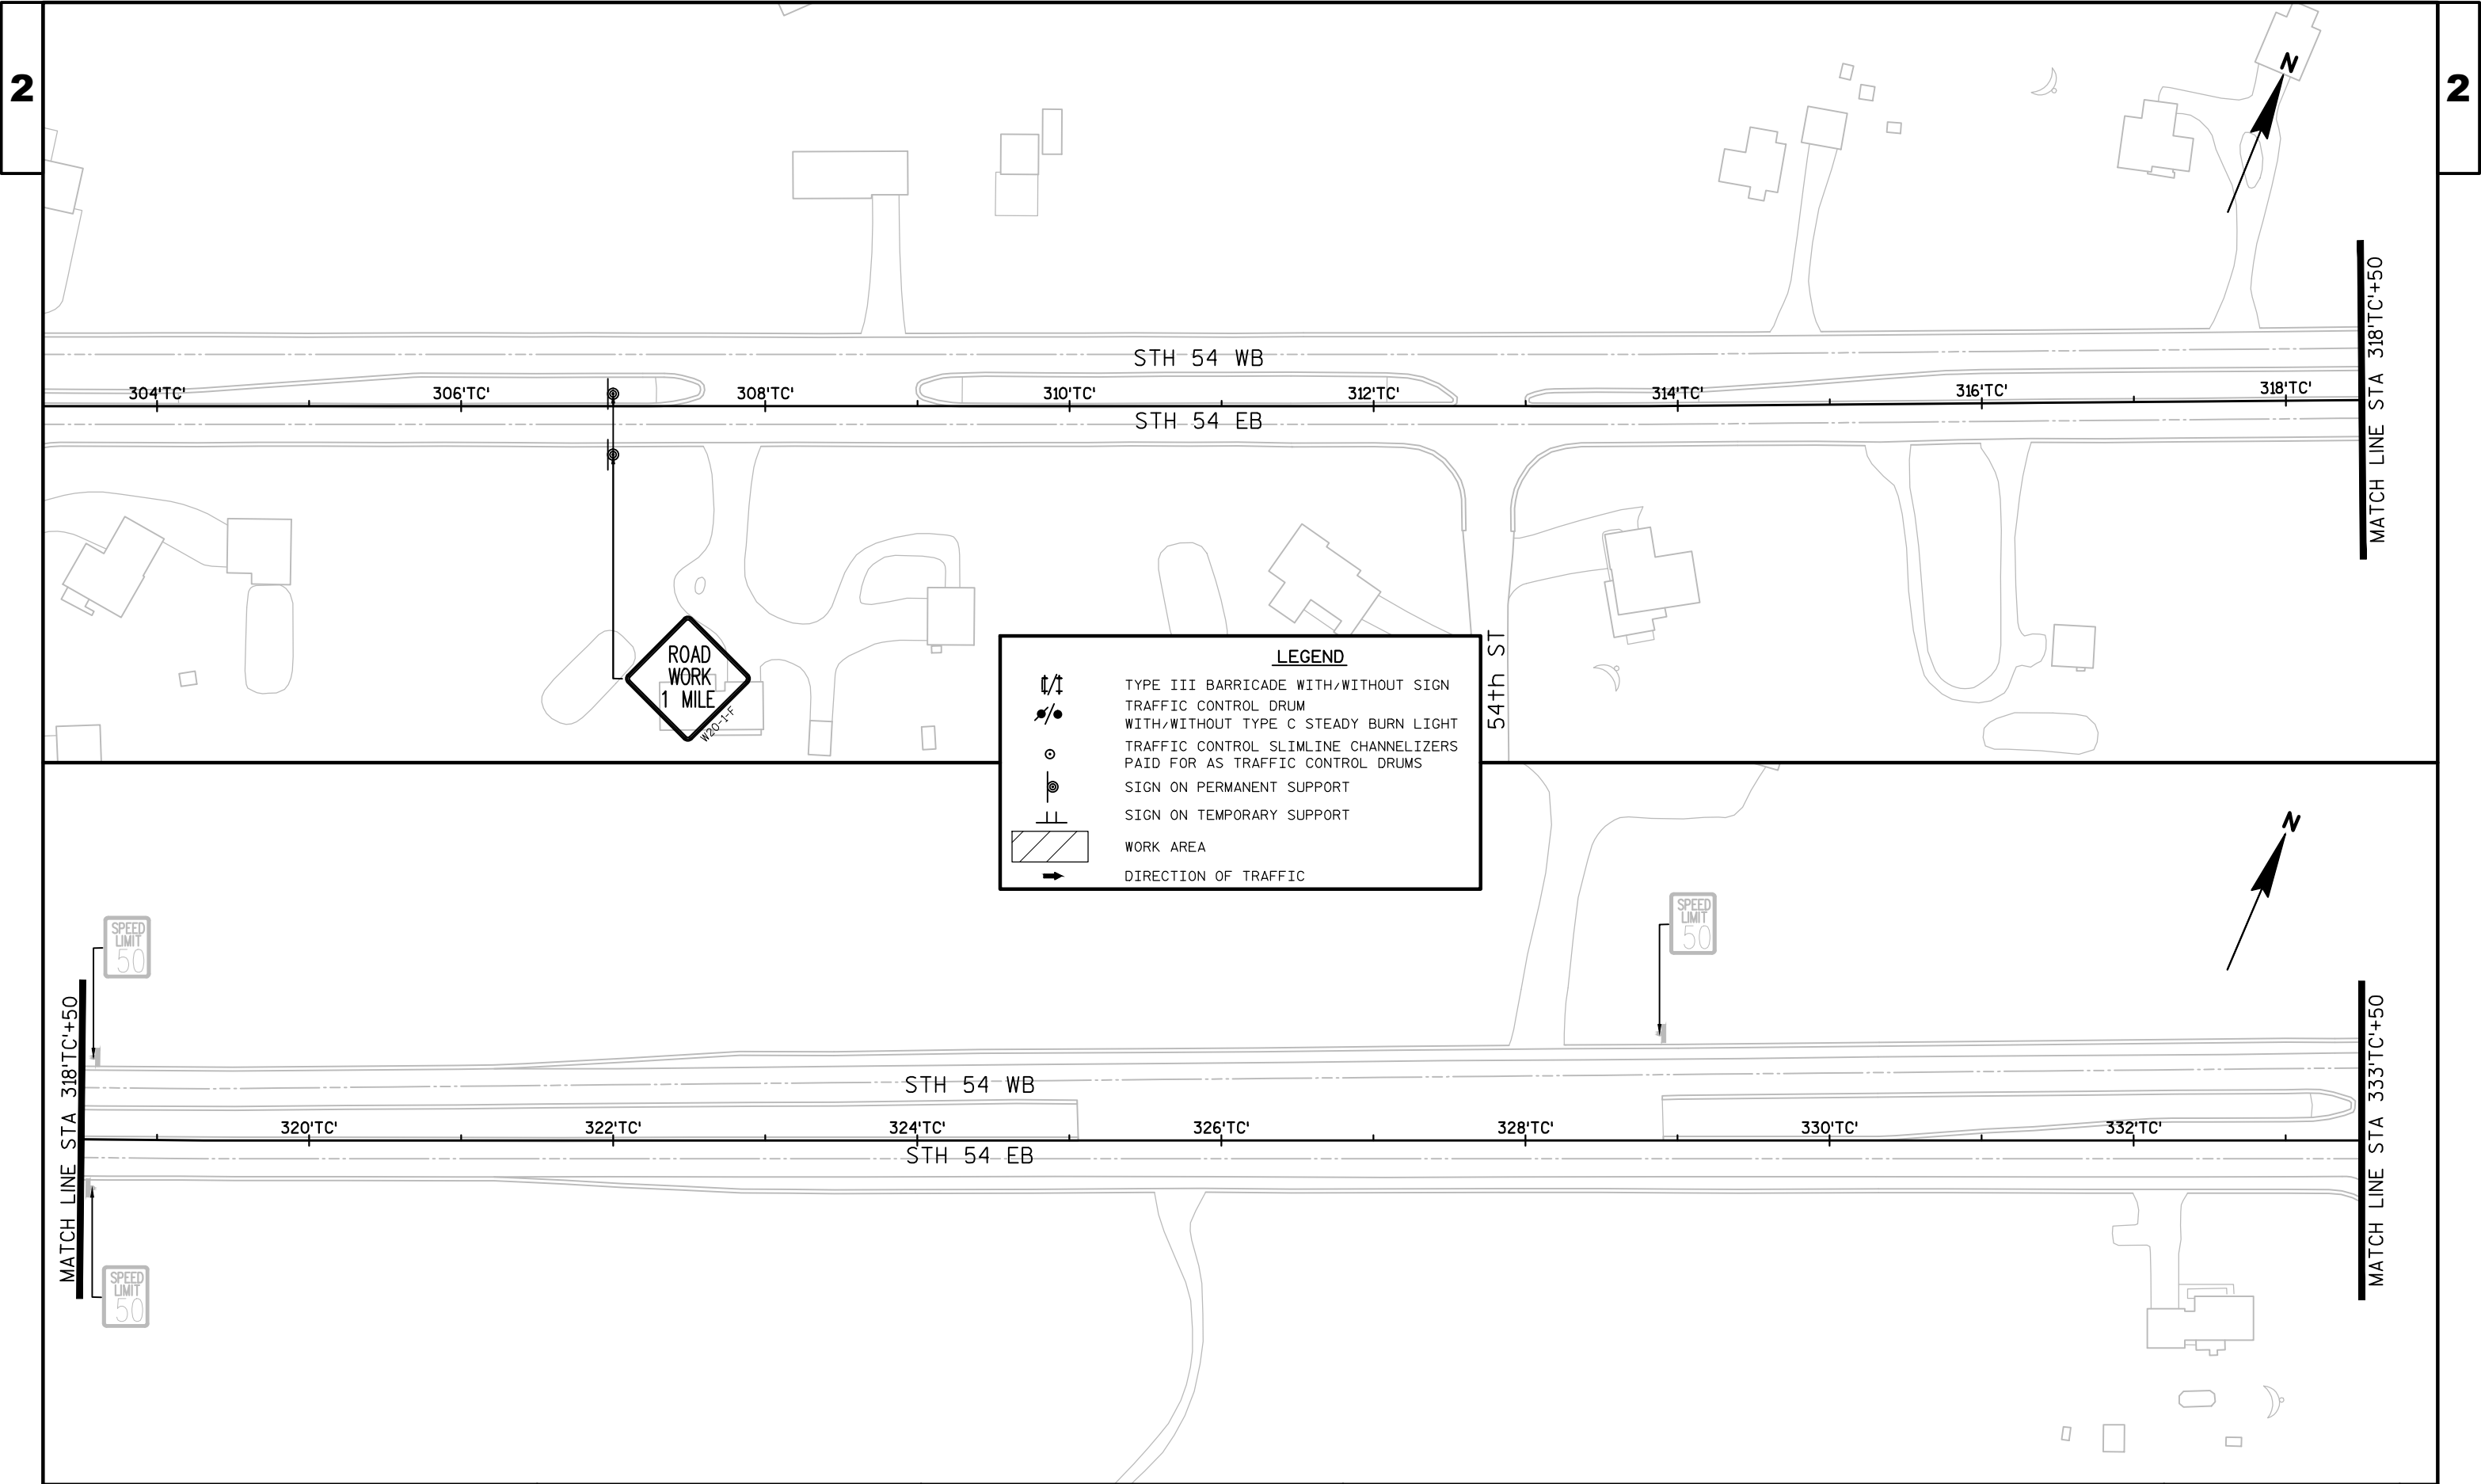 2
2
N
STH 54 WB
304'TC'
306'TC'
308'TC'
310'TC'
312'TC'
314'TC'
316'TC'
318'TC'
STH 54 EB
MATCH LINE STA 318'TC'+50
54th ST
ROAD
WORK
1 MILE
W20-1-F
LEGEND
TYPE III BARRICADE WITH/WITHOUT SIGN
TRAFFIC CONTROL DRUM
WITH/WITHOUT TYPE C STEADY BURN LIGHT
TRAFFIC CONTROL SLIMLINE CHANNELIZERS
PAID FOR AS TRAFFIC CONTROL DRUMS
SIGN ON PERMANENT SUPPORT
SIGN ON TEMPORARY SUPPORT
WORK AREA
DIRECTION OF TRAFFIC
N
SPEED
LIMIT
50
SPEED
LIMIT
50
MATCH LINE STA 318'TC'+50
STH 54 WB
320'TC'
322'TC'
324'TC'
326'TC'
328'TC'
330'TC'
332'TC'
STH 54 EB
MATCH LINE STA 333'TC'+50
SPEED
LIMIT
50